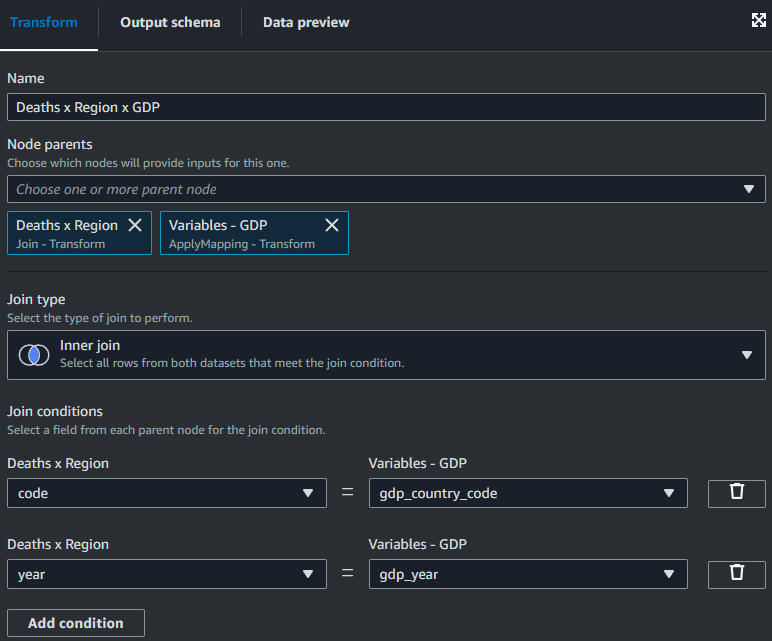 Transform Output schema Data preview
Name
Deaths x Region x GDP
Node parents
Choose which nodes will provide inputs for this one.
Choose one or more parent node
Deaths x Region Variables - GDP
Join - Transform ApplyMapping - Transform
Join type
Select the type of join to perform.
Inner join
Select all rows from both datasets that meet the join condition.
Join conditions
Select a field from each parent node for the join condition.
Deaths x Region Variables - GDP
code = gdp_country_code
Deaths x Region Variables - GDP
year = gdp_year
Add condition